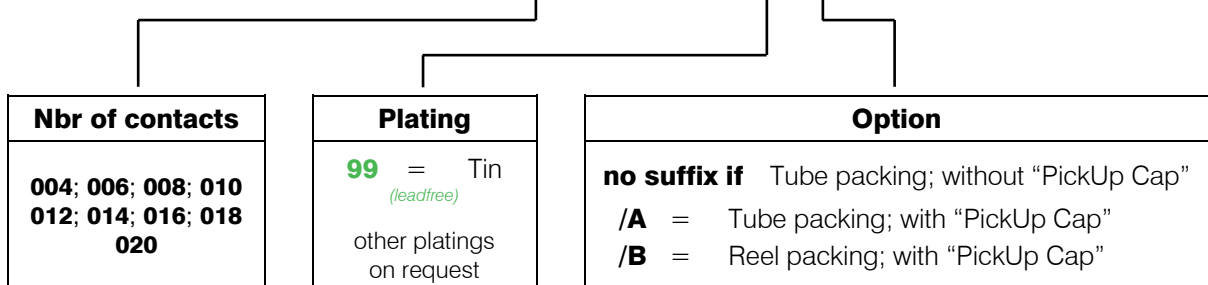 Nbr of contacts
004; 006; 008; 010
012; 014; 016; 018
020
Plating
99 = Tin
(leadfree)
other platings
on request
Option
no suffix if Tube packing; without “PickUp Cap”
/A = Tube packing; with “PickUp Cap”
/B = Reel packing; with “PickUp Cap”